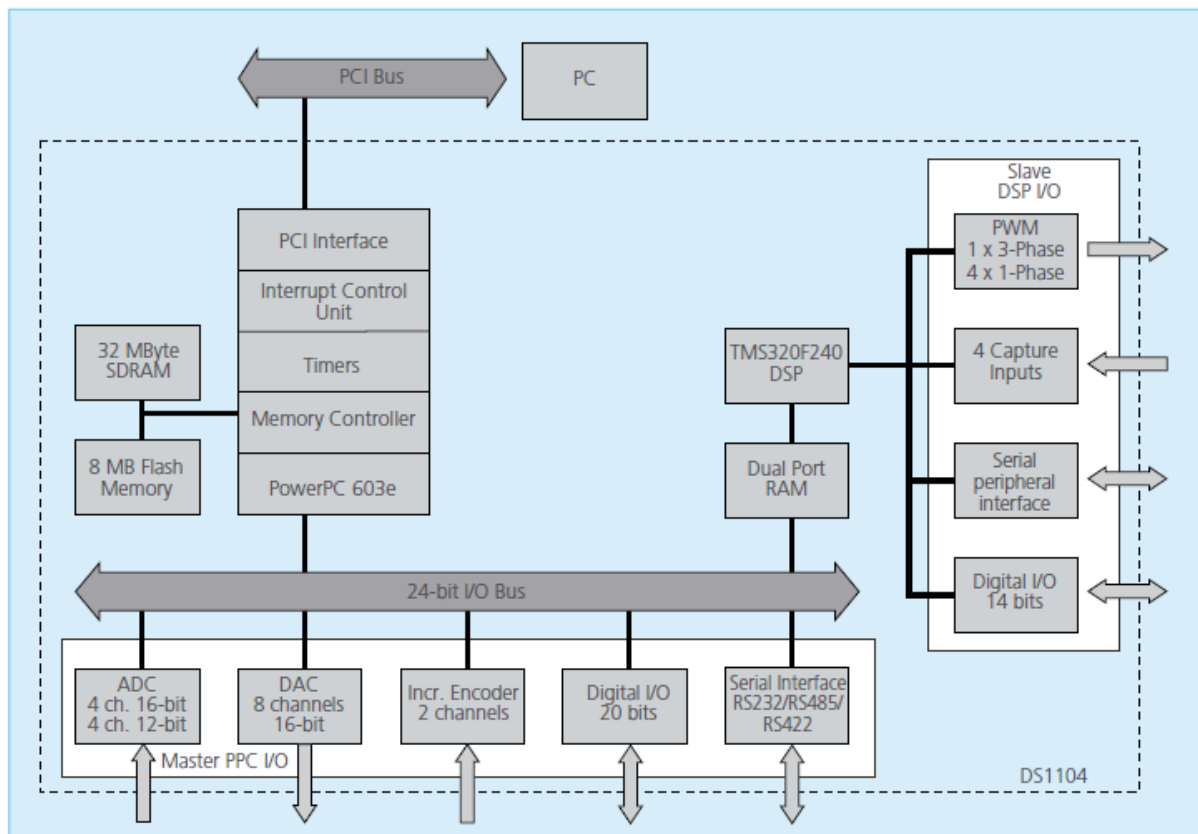 PCI Bus
PC
PCI Interface
Interrupt Control
Unit
Timers
Memory Controller
PowerPC 603e
32 MByte
SDRAM
8 MB Flash
Memory
TMS320F240
DSP
Dual Port
RAM
Slave
DSP I/O
PWM
1 x 3-Phase
4 x 1-Phase
4 Capture
Inputs
Serial
peripheral
interface
Digital I/O
14 bits
24-bit I/O Bus
ADC
4 ch. 16-bit
4 ch. 12-bit
DAC
8 channels
16-bit
Incr. Encoder
2 channels
Digital I/O
20 bits
Serial Interface
RS232/RS485/
RS422
Master PPC I/O
DS1104